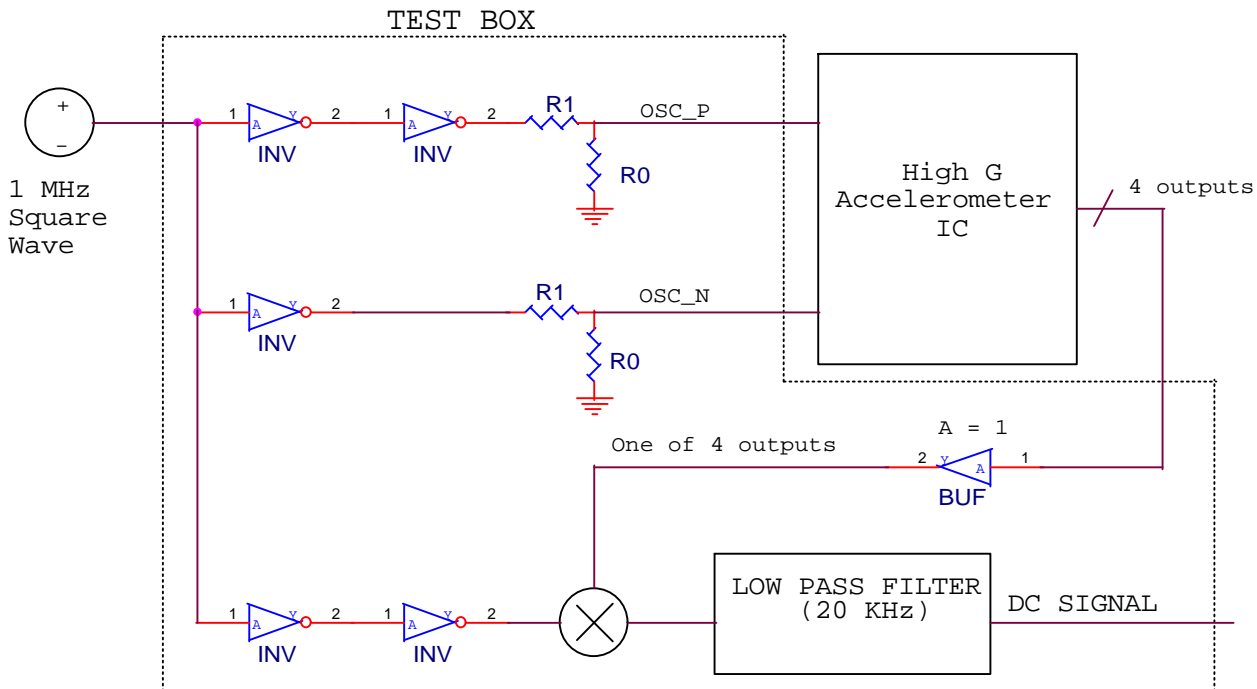 TEST BOX
+
−
1 MHz
Square
Wave
1 A Y 2
INV
1 A Y 2
INV
R1
R0
OSC_P
1 A Y 2
INV
R1
R0
OSC_N
High G
Accelerometer
IC
4 outputs
A = 1
One of 4 outputs
2 Y A 1
BUF
1 A Y 2
INV
1 A Y 2
INV
LOW PASS FILTER
(20 KHz)
DC SIGNAL